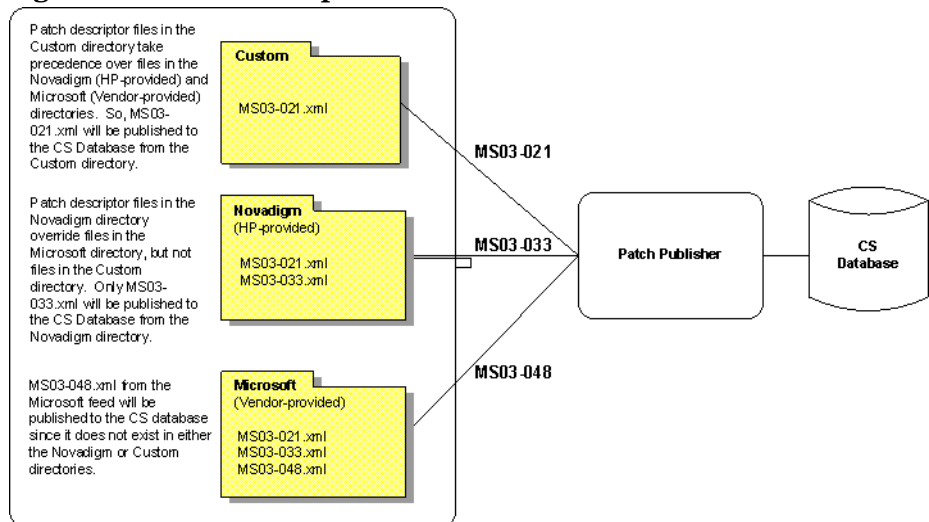 Patch descriptor files in the
Custom directory take
precedence over files in the
Novadigm (HP-provided) and
Microsoft (Vendor-provided)
directories. So, MS03-
021.xml will be published to
the CS Database from the
Custom directory.
Custom
MS03-021.xml
MS03-021
Patch descriptor files in the
Novadigm directory
override files in the
Microsoft directory, but not
files in the Custom
directory. Only MS03-
033.xml will be published to
the CS Database from the
Novadigm directory.
Novadigm
(HP-provided)
MS03-021.xml
MS03-033.xml
MS03-033
Patch Publisher
CS
Database
MS03-048.xml from the
Microsoft feed will be
published to the CS database
since it does not exist in either
the Novadigm or Custom
directories.
Microsoft
(Vendor-provided)
MS03-021.xml
MS03-033.xml
MS03-048.xml
MS03-048